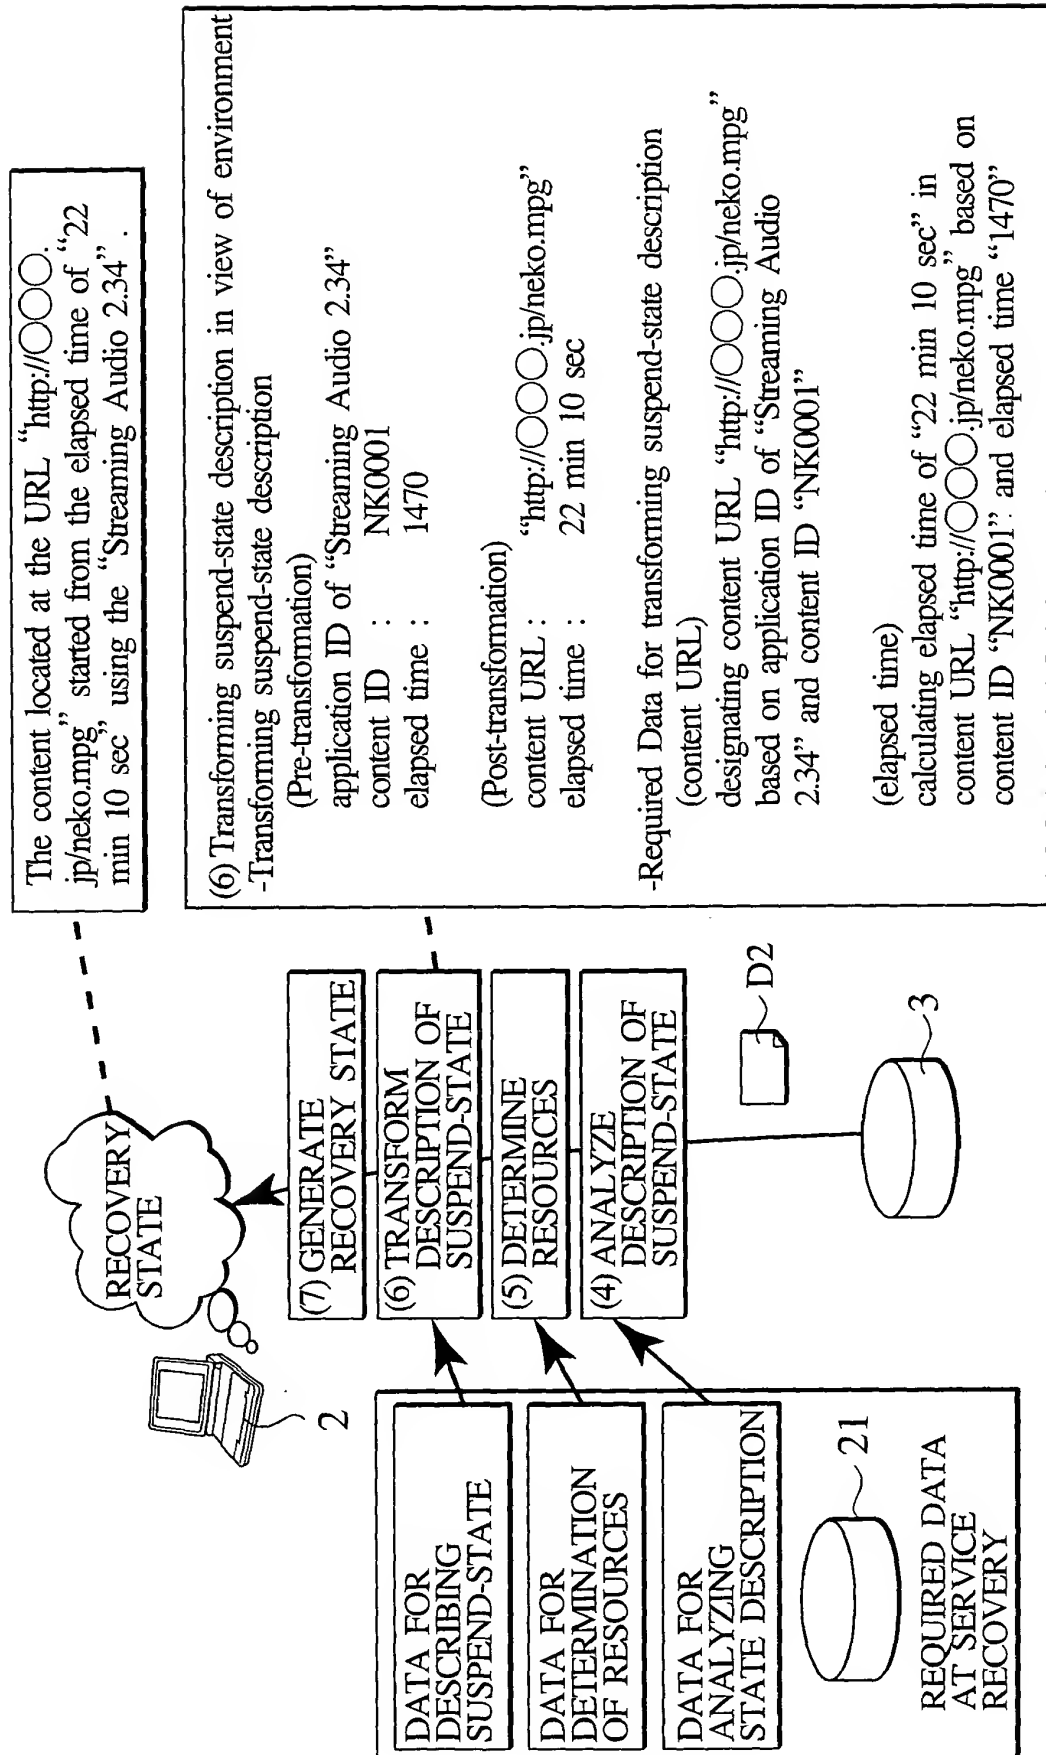 The content located at the URL “http://○○○.
jp/neko.mpg” started from the elapsed time of “22
min 10 sec” using the “Streaming Audio 2.34”.
(6) Transforming suspend-state description in view of environment
-Transforming suspend-state description
(Pre-transformation)
application ID of “Streaming Audio 2.34”
content ID : NK0001
elapsed time : 1470
(Post-transformation)
content URL : “http://○○○.jp/neko.mpg”
elapsed time : 22 min 10 sec
-Required Data for transforming suspend-state description
(content URL)
designating content URL “http://○○○.jp/neko.mpg”
based on application ID of “Streaming Audio
2.34” and content ID “NK0001”
(elapsed time)
calculating elapsed time of “22 min 10 sec” in
content URL “http://○○○.jp/neko.mpg” based on
content ID “NK0001” and elapsed time “1470”
RECOVERY
STATE
2
(7) GENERATE
RECOVERY STATE
(6) TRANSFORM
DESCRIPTION OF
SUSPEND-STATE
(5) DETERMINE
RESOURCES
(4) ANALYZE
DESCRIPTION OF
SUSPEND-STATE
D2
3
DATA FOR
DESCRIBING
SUSPEND-STATE
DATA FOR
DETERMINATION
OF RESOURCES
DATA FOR
ANALYZING
STATE DESCRIPTION
21
REQUIRED DATA
AT SERVICE
RECOVERY